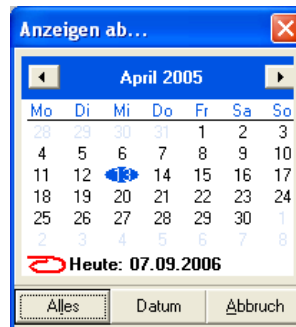 Anzeigen ab...
April 2005
Mo Di Mi Do Fr Sa So
28 29 30 31 1 2 3
4 5 6 7 8 9 10
11 12 13 14 15 16 17
18 19 20 21 22 23 24
25 26 27 28 29 30 1
2 3 4 5 6 7 8
Heute: 07.09.2006
Alles Datum Abbruch